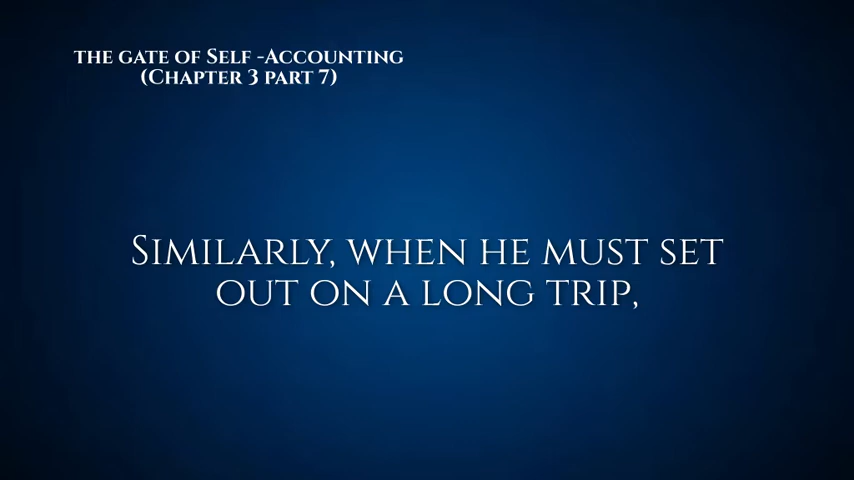 the gate of Self -Accounting
(Chapter 3 part 7)
Similarly, when he must set
out on a long trip,